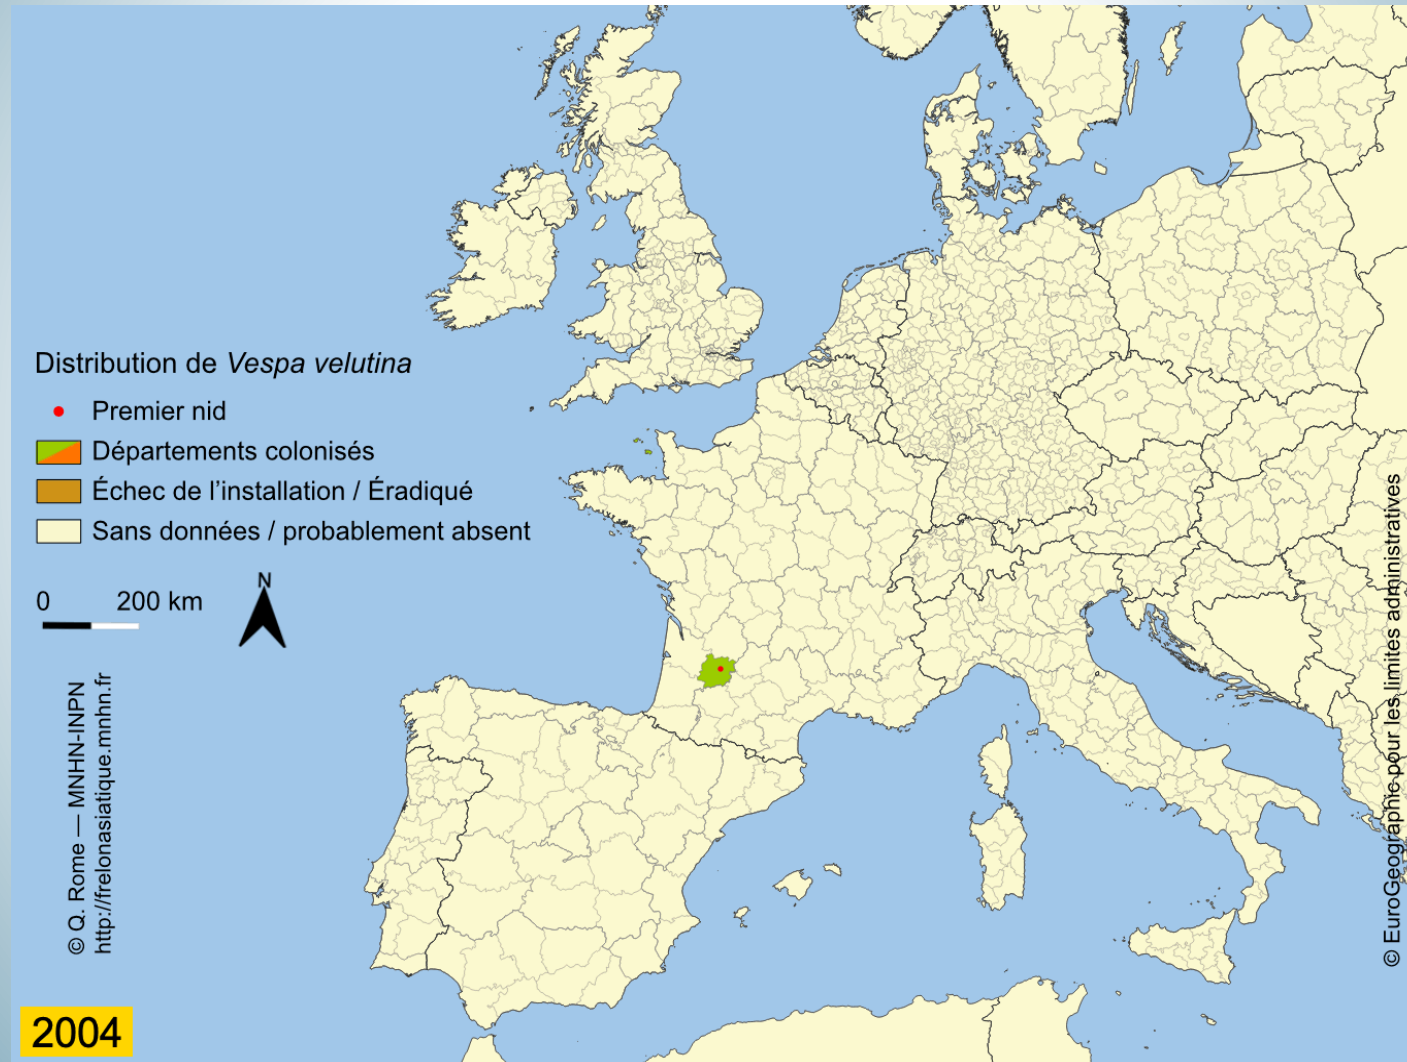 Distribution de Vespa velutina
Premier nid
Départements colonisés
Échec de l’installation / Éradiqué
Sans données / probablement absent
0 200 km
N
© Q. Rome — MNHN-INPN
http://frelonasiatique.mnhn.fr
2004
© EuroGeographic pour les limites administratives